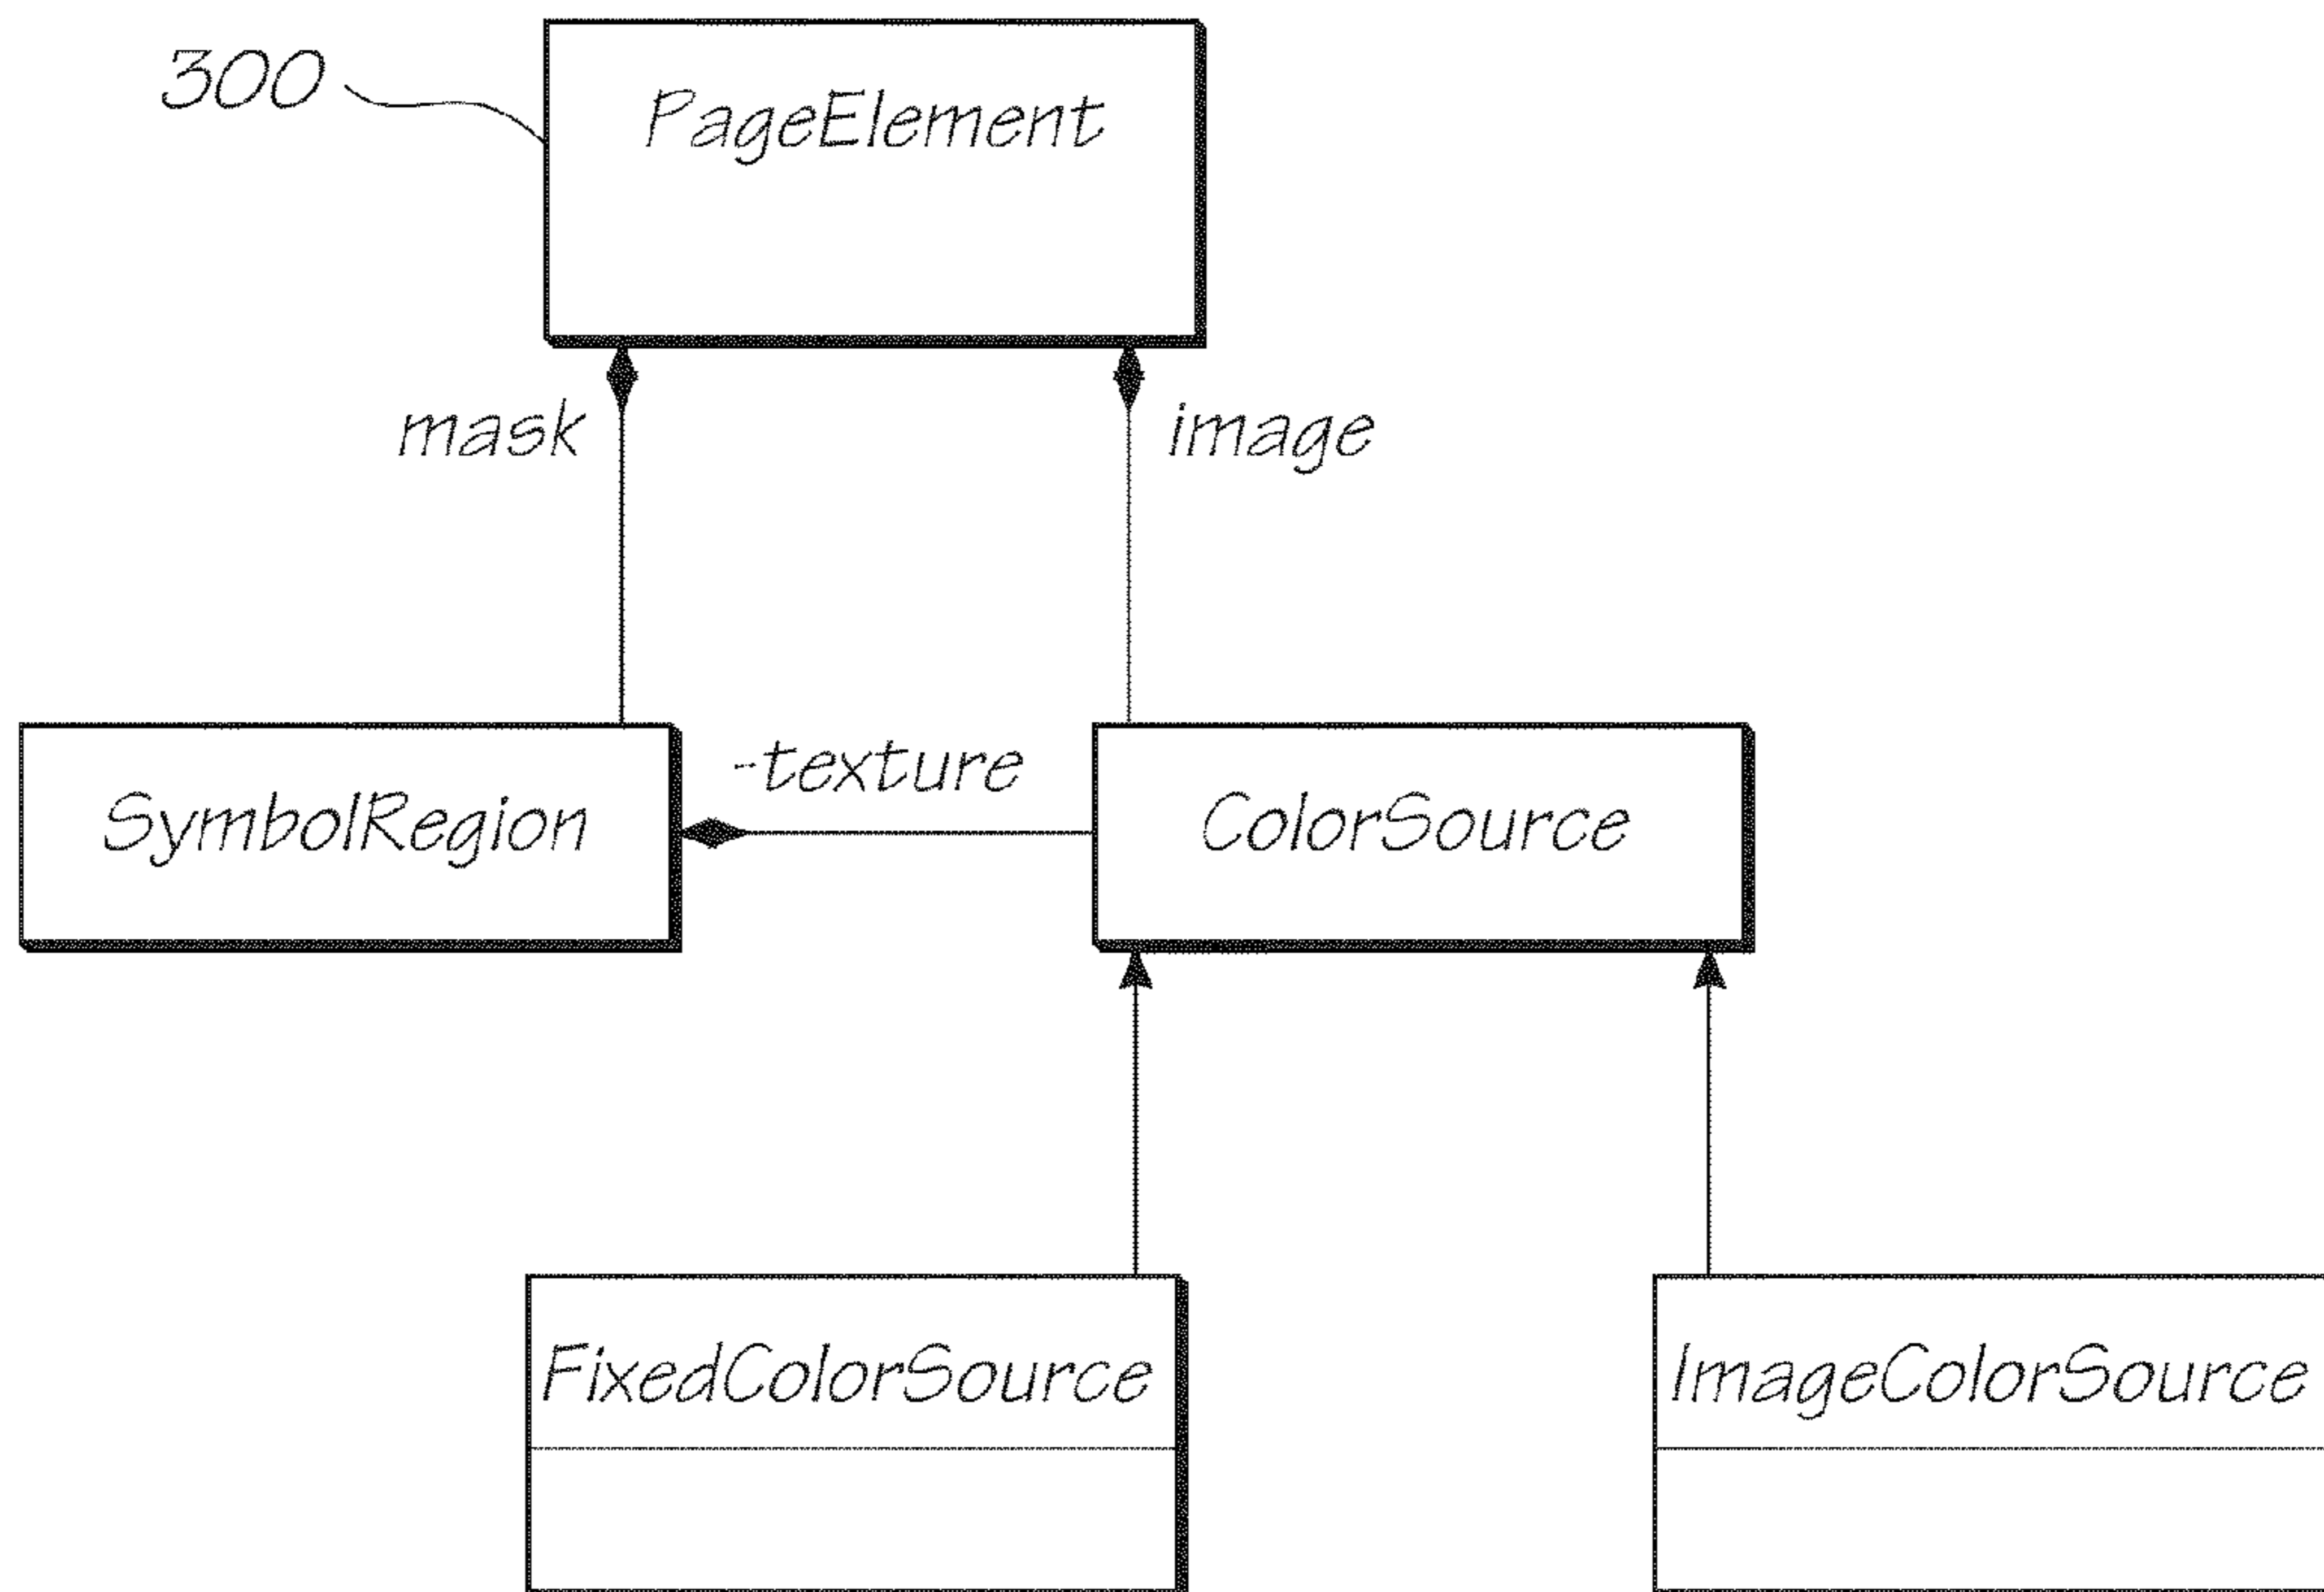 300
PageElement
mask
image
SymbolRegion
-texture
ColorSource
FixedColorSource
ImageColorSource